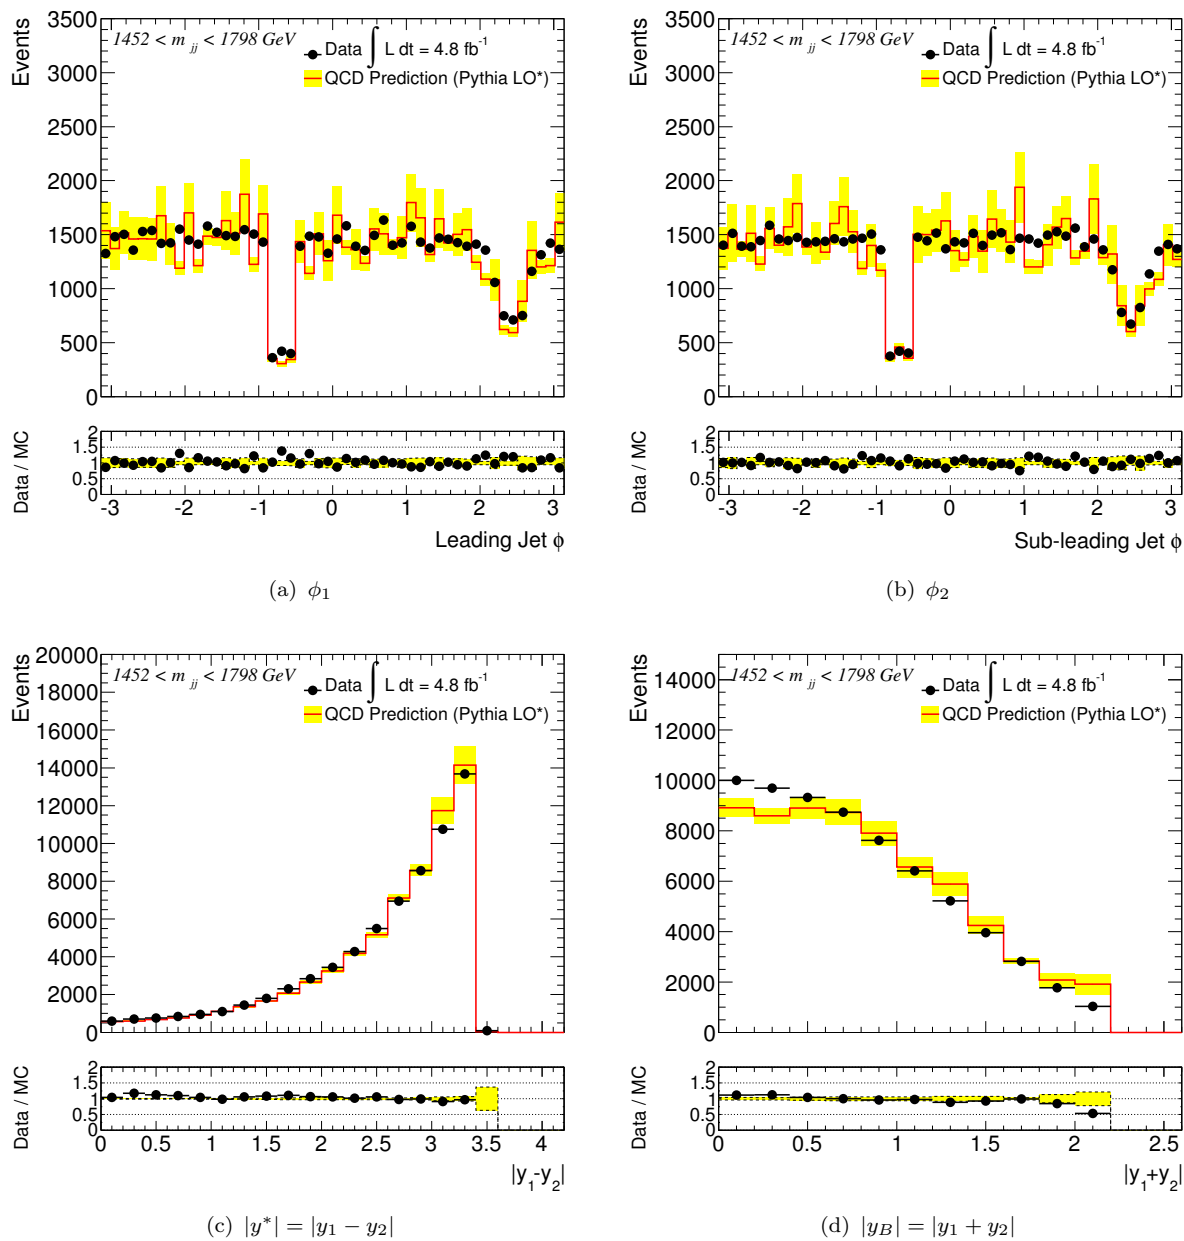 Events
3500
3000
2500
2000
1500
1000
500
0
1452 < m jj < 1798 GeV
Data ∫ L dt = 4.8 fb-1
QCD Prediction (Pythia LO*)
Data / MC
2
1.5
1
0.5
0
-3 -2 -1 0 1 2 3
Leading Jet ϕ
(a) ϕ1
Events
3500
3000
2500
2000
1500
1000
500
0
1452 < m jj < 1798 GeV
Data ∫ L dt = 4.8 fb-1
QCD Prediction (Pythia LO*)
Data / MC
2
1.5
1
0.5
0
-3 -2 -1 0 1 2 3
Sub-leading Jet ϕ
(b) ϕ2
Events
20000
18000
16000
14000
12000
10000
8000
6000
4000
2000
0
1452 < m jj < 1798 GeV
Data ∫ L dt = 4.8 fb-1
QCD Prediction (Pythia LO*)
Data / MC
2
1.5
1
0.5
0
0 0.5 1 1.5 2 2.5 3 3.5 4
|y1-y2|
(c) |y*| = |y1 − y2|
Events
14000
12000
10000
8000
6000
4000
2000
0
1452 < m jj < 1798 GeV
Data ∫ L dt = 4.8 fb-1
QCD Prediction (Pythia LO*)
Data / MC
2
1.5
1
0.5
0
0 0.5 1 1.5 2 2.5
|y1+y2|
(d) |yB| = |y1 + y2|